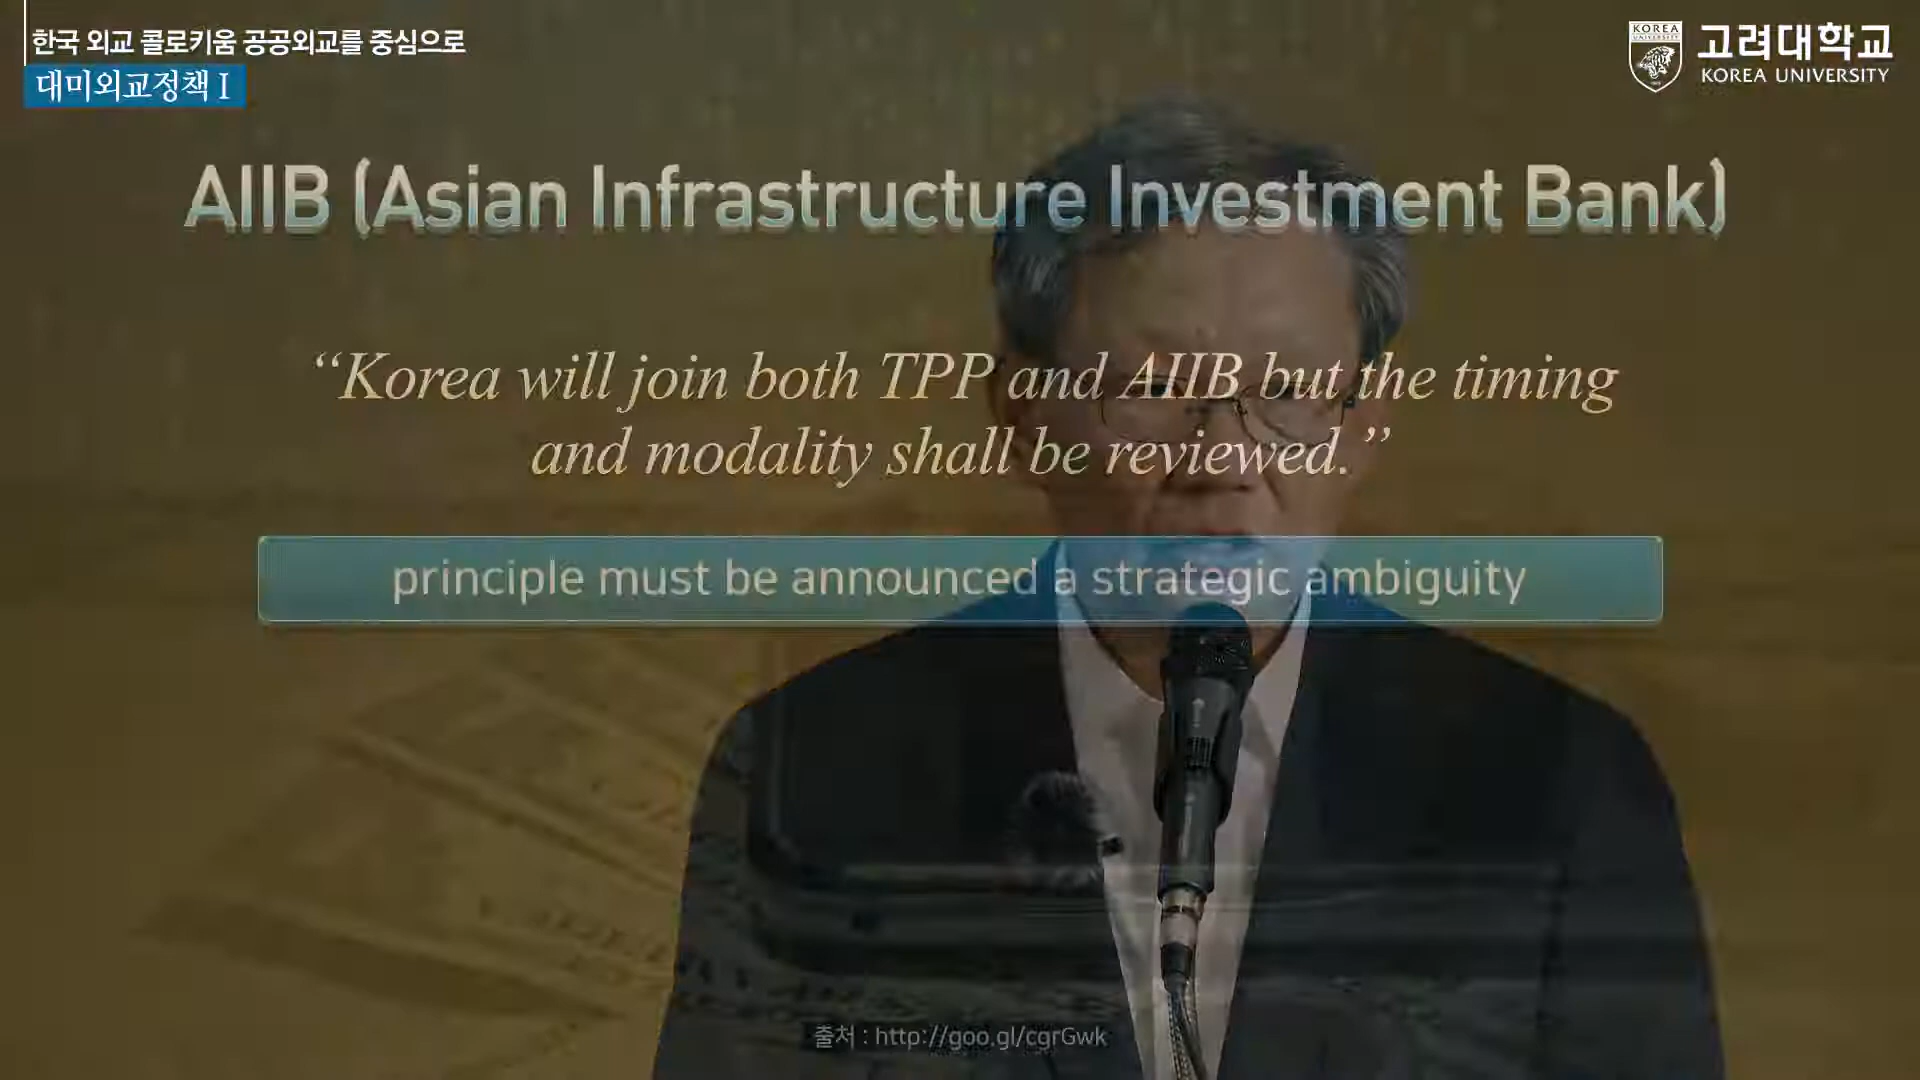 한국 외교 콜로키움 공공외교를 중심으로
대미외교정책 I
KOREA
UNIVERSITY
고려대학교
KOREA UNIVERSITY
AIIB (Asian Infrastructure Investment Bank)
“Korea will join both TPP and AIIB but the timing
and modality shall be reviewed.”
principle must be announced a strategic ambiguity
출처 : http://goo.gl/cgrGwk